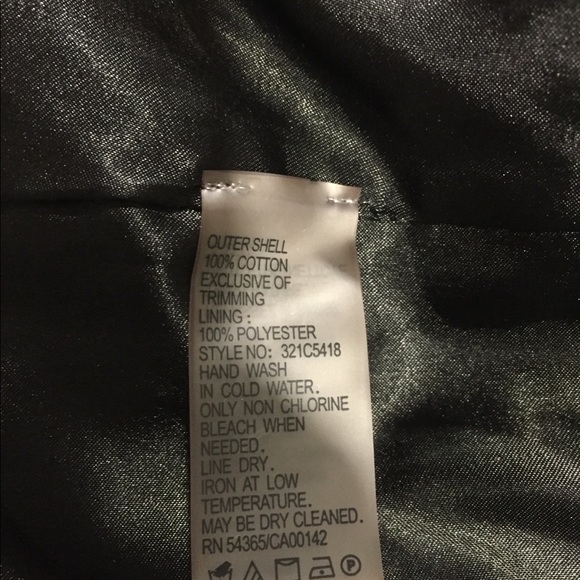 OUTER SHELL
100% COTTON
EXCLUSIVE OF
TRIMMING
LINING :
100% POLYESTER
STYLE NO: 321C5418
HAND WASH
IN COLD WATER.
ONLY NON CHLORINE
BLEACH WHEN
NEEDED.
LINE DRY.
IRON AT LOW
TEMPERATURE.
MAY BE DRY CLEANED.
RN 54365/CA00142
P